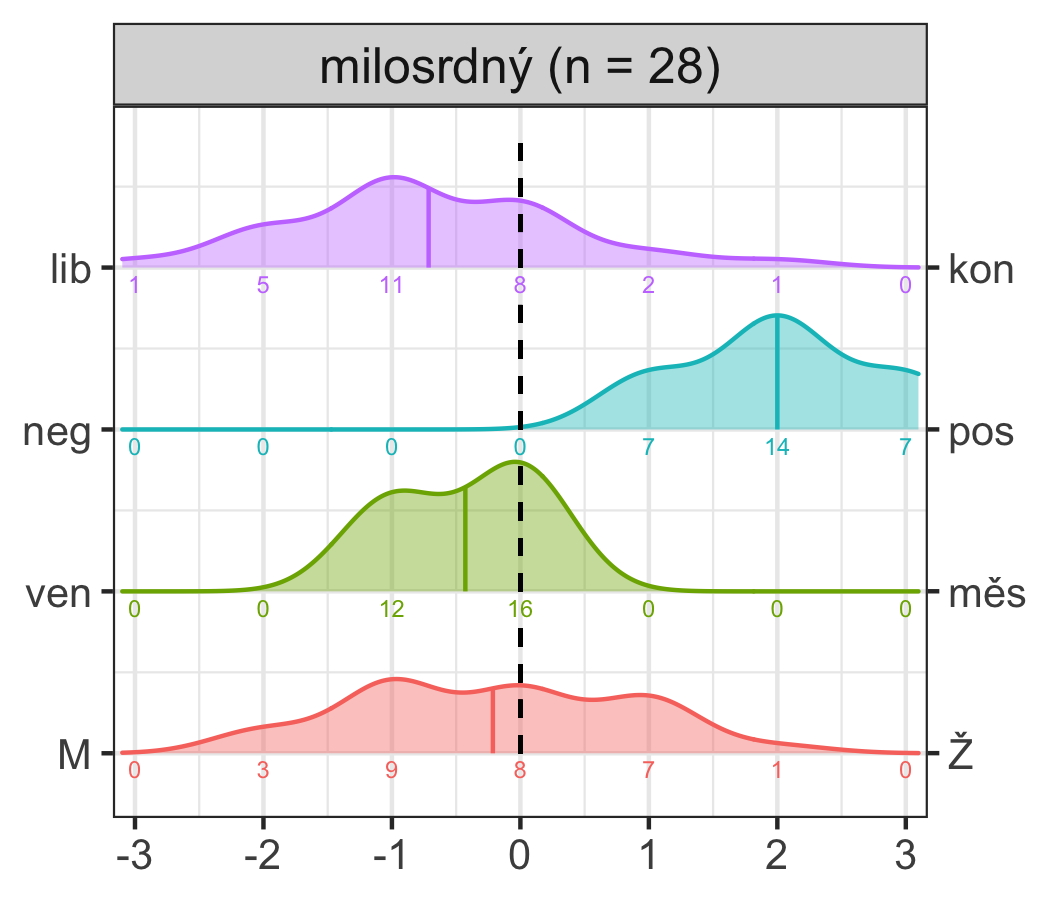 milosrdný (n = 28)
lib kon
1 5 11 8 2 1 0
neg pos
0 0 0 0 7 14 7
ven měs
0 0 12 16 0 0 0
M Ž
0 3 9 8 7 1 0
-3 -2 -1 0 1 2 3